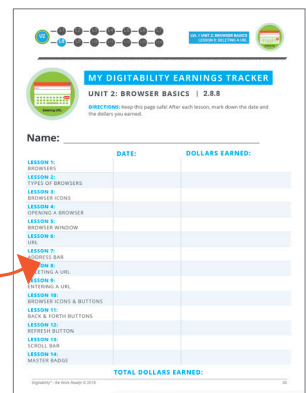 U2
L8
LVL 1 UNIT 2: BROWSER BASICS
LESSON 8: DELETING A URL
MY DIGITABILITY EARNINGS TRACKER
UNIT 2: BROWSER BASICS | 2.8.8
DIRECTIONS: Keep this page safe! After each lesson, mark down the date and
the dollars you earned.
Name:
DATE: DOLLARS EARNED:
LESSON 1:
BROWSERS
LESSON 2:
TYPES OF BROWSERS
LESSON 3:
BROWSER ICONS
LESSON 4:
OPENING A BROWSER
LESSON 5:
BROWSER WINDOW
LESSON 6:
URL
LESSON 7:
ADDRESS BAR
8:
A URL
LESSON 9:
ENTERING A URL
LESSON 10:
BROWSER ICONS & BUTTONS
LESSON 11:
BACK & FORTH BUTTONS
LESSON 12:
REFRESH BUTTON
LESSON 13:
SCROLL BAR
LESSON 14:
MASTER BADGE
TOTAL DOLLARS EARNED: